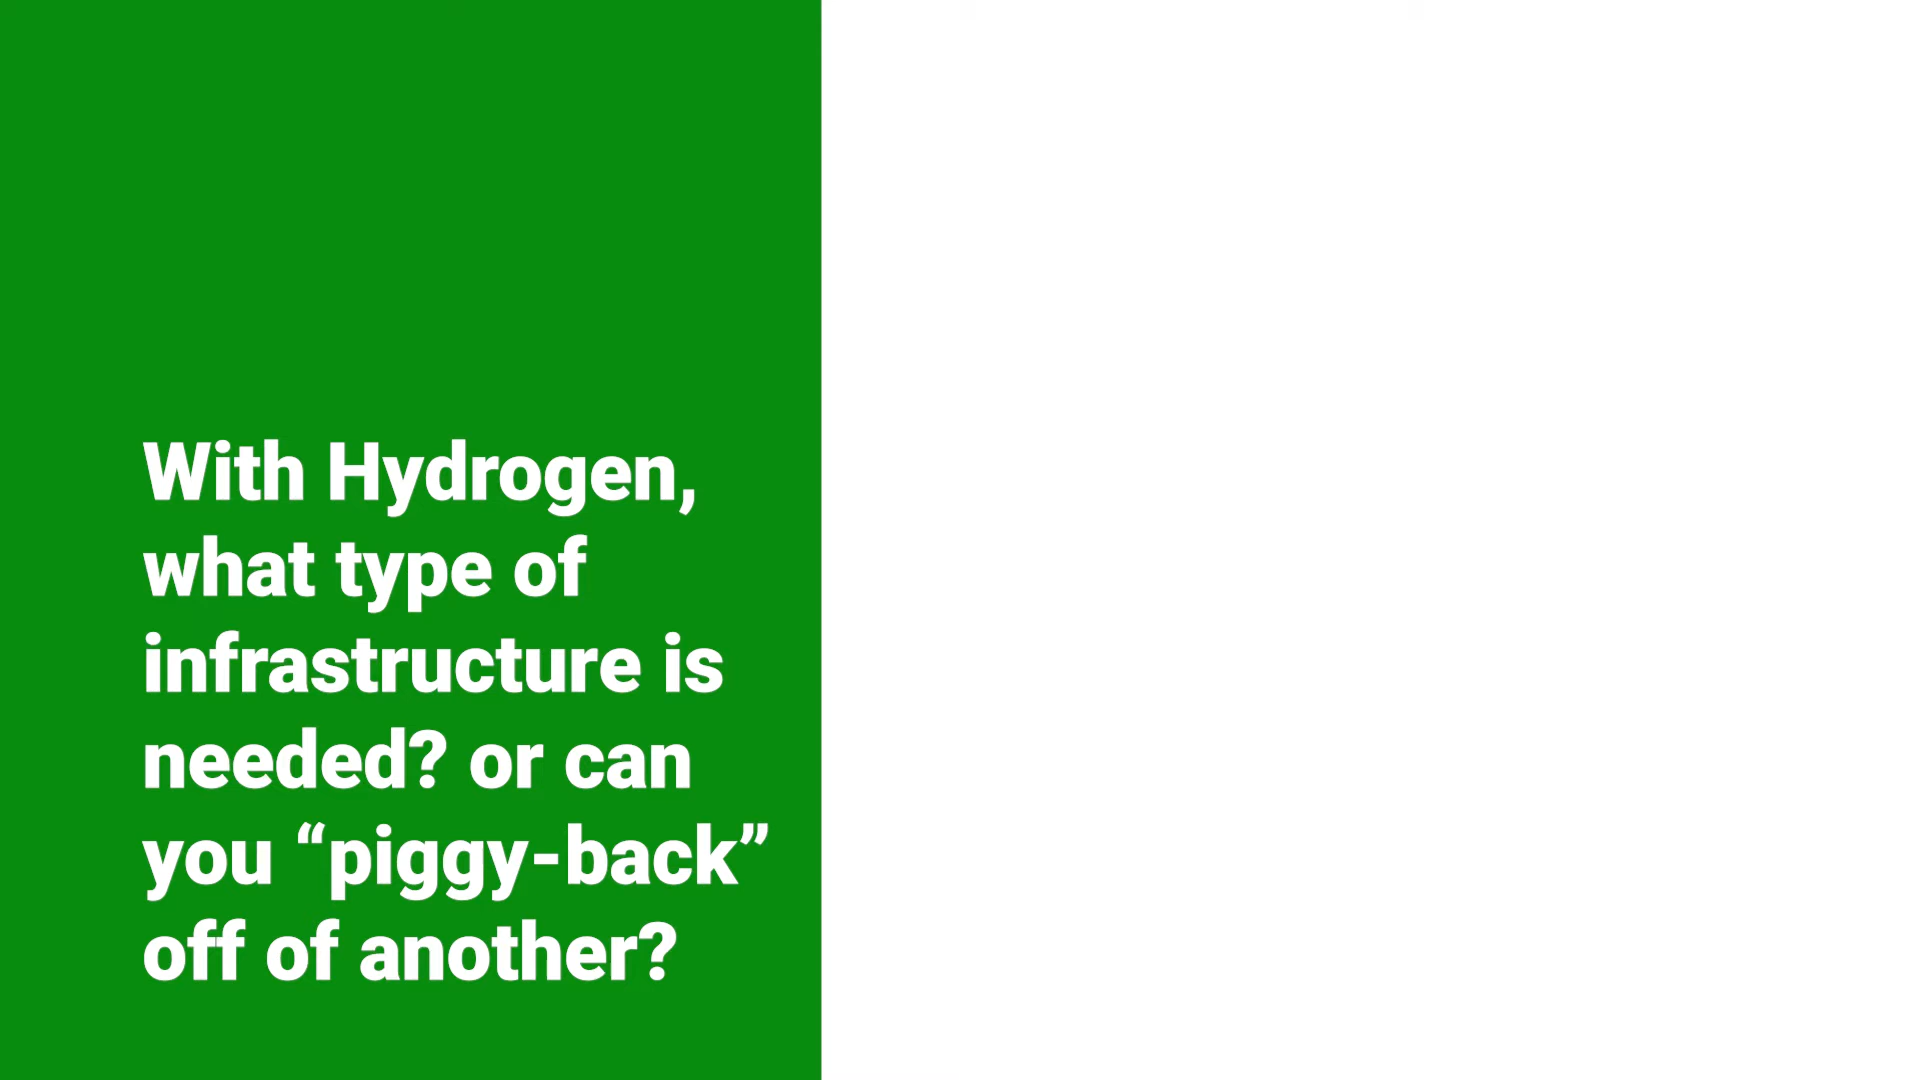 With Hydrogen,
what type of
infrastructure is
needed? or can
you “piggy-back”
off of another?